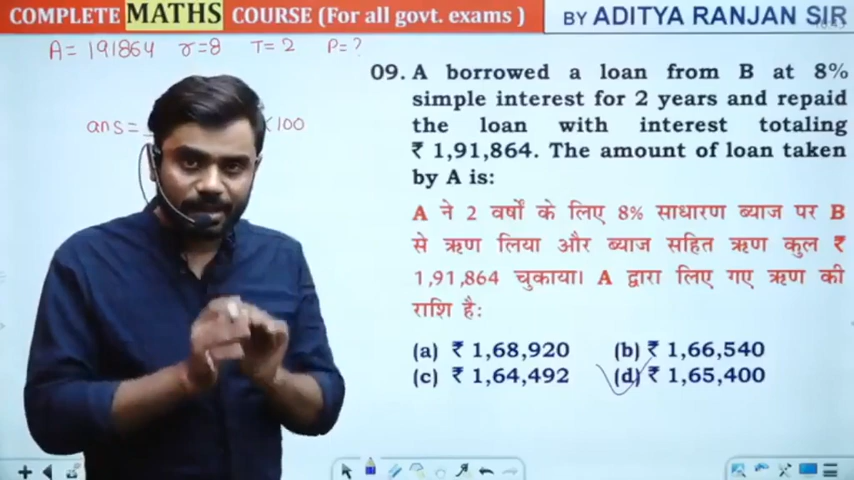 COMPLETE MATHS COURSE (For all govt. exams )
BY ADITYA RANJAN SIR
A= 191864 r=8 T= 2 P= ?
ans= ×100
09. A borrowed a loan from B at 8%
simple interest for 2 years and repaid
the loan with interest totaling
₹ 1,91,864. The amount of loan taken
by A is:
A ने 2 वर्षों के लिए 8% साधारण ब्याज पर B
से ऋण लिया और ब्याज सहित ऋण कुल ₹
1,91,864 चुकाया। A द्वारा लिए गए ऋण की
राशि है:
(a) ₹ 1,68,920 (b) ₹ 1,66,540
(c) ₹ 1,64,492 (d) ₹ 1,65,400